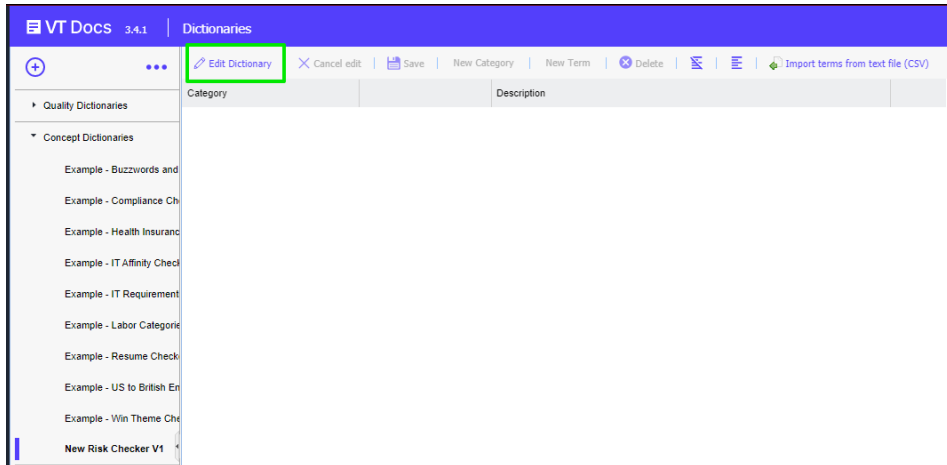 VT Docs 3.4.1 Dictionaries
Edit Dictionary Cancel edit Save New Category New Term Delete Import terms from text file (CSV)
Category Description
Quality Dictionaries
Concept Dictionaries
Example - Buzzwords and
Example - Compliance Ch
Example - Health Insuranc
Example - IT Affinity Check
Example - IT Requirement
Example - Labor Categorie
Example - Resume Check
Example - US to British En
Example - Win Theme Che
New Risk Checker V1